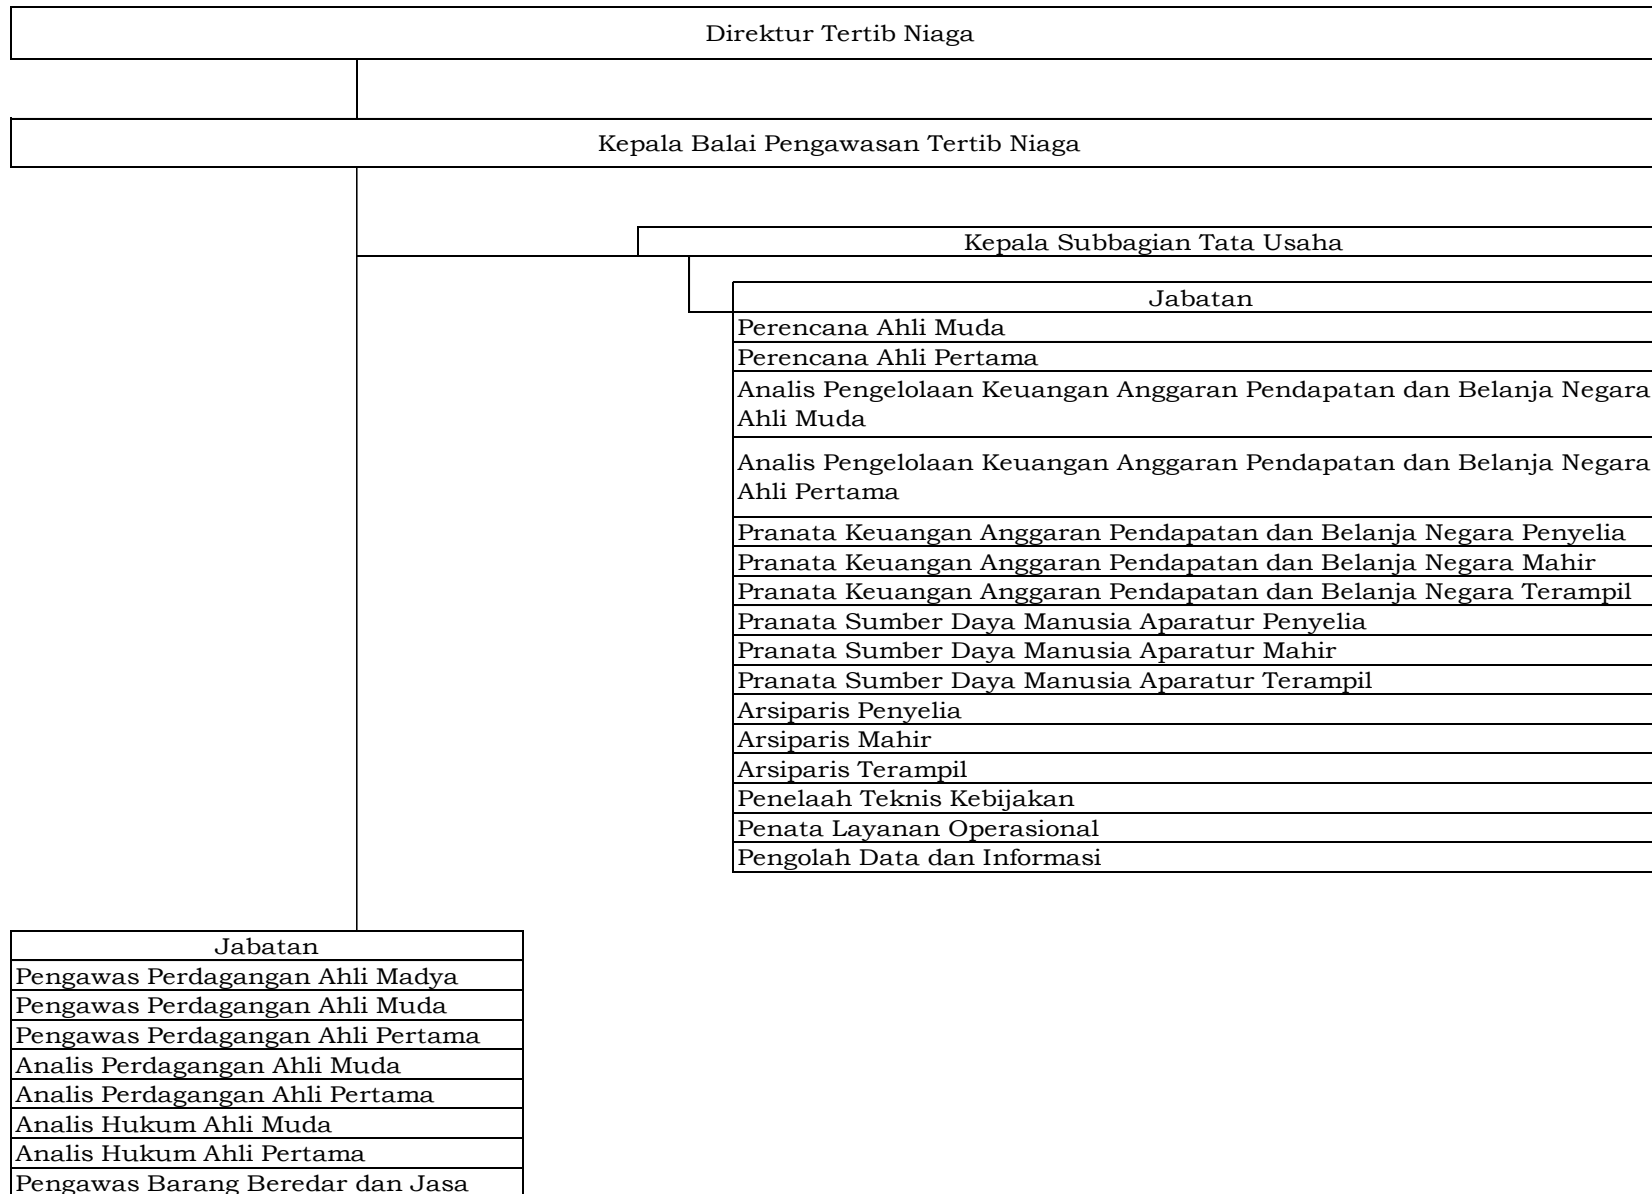 Direktur Tertib Niaga
Kepala Balai Pengawasan Tertib Niaga
Kepala Subbagian Tata Usaha
Jabatan
Perencana Ahli Muda
Perencana Ahli Pertama
Analis Pengelolaan Keuangan Anggaran Pendapatan dan Belanja Negara
Ahli Muda
Analis Pengelolaan Keuangan Anggaran Pendapatan dan Belanja Negara
Ahli Pertama
Pranata Keuangan Anggaran Pendapatan dan Belanja Negara Penyelia
Pranata Keuangan Anggaran Pendapatan dan Belanja Negara Mahir
Pranata Keuangan Anggaran Pendapatan dan Belanja Negara Terampil
Pranata Sumber Daya Manusia Aparatur Penyelia
Pranata Sumber Daya Manusia Aparatur Mahir
Pranata Sumber Daya Manusia Aparatur Terampil
Arsiparis Penyelia
Arsiparis Mahir
Arsiparis Terampil
Penelaah Teknis Kebijakan
Penata Layanan Operasional
Pengolah Data dan Informasi
Jabatan
Pengawas Perdagangan Ahli Madya
Pengawas Perdagangan Ahli Muda
Pengawas Perdagangan Ahli Pertama
Analis Perdagangan Ahli Muda
Analis Perdagangan Ahli Pertama
Analis Hukum Ahli Muda
Analis Hukum Ahli Pertama
Pengawas Barang Beredar dan Jasa